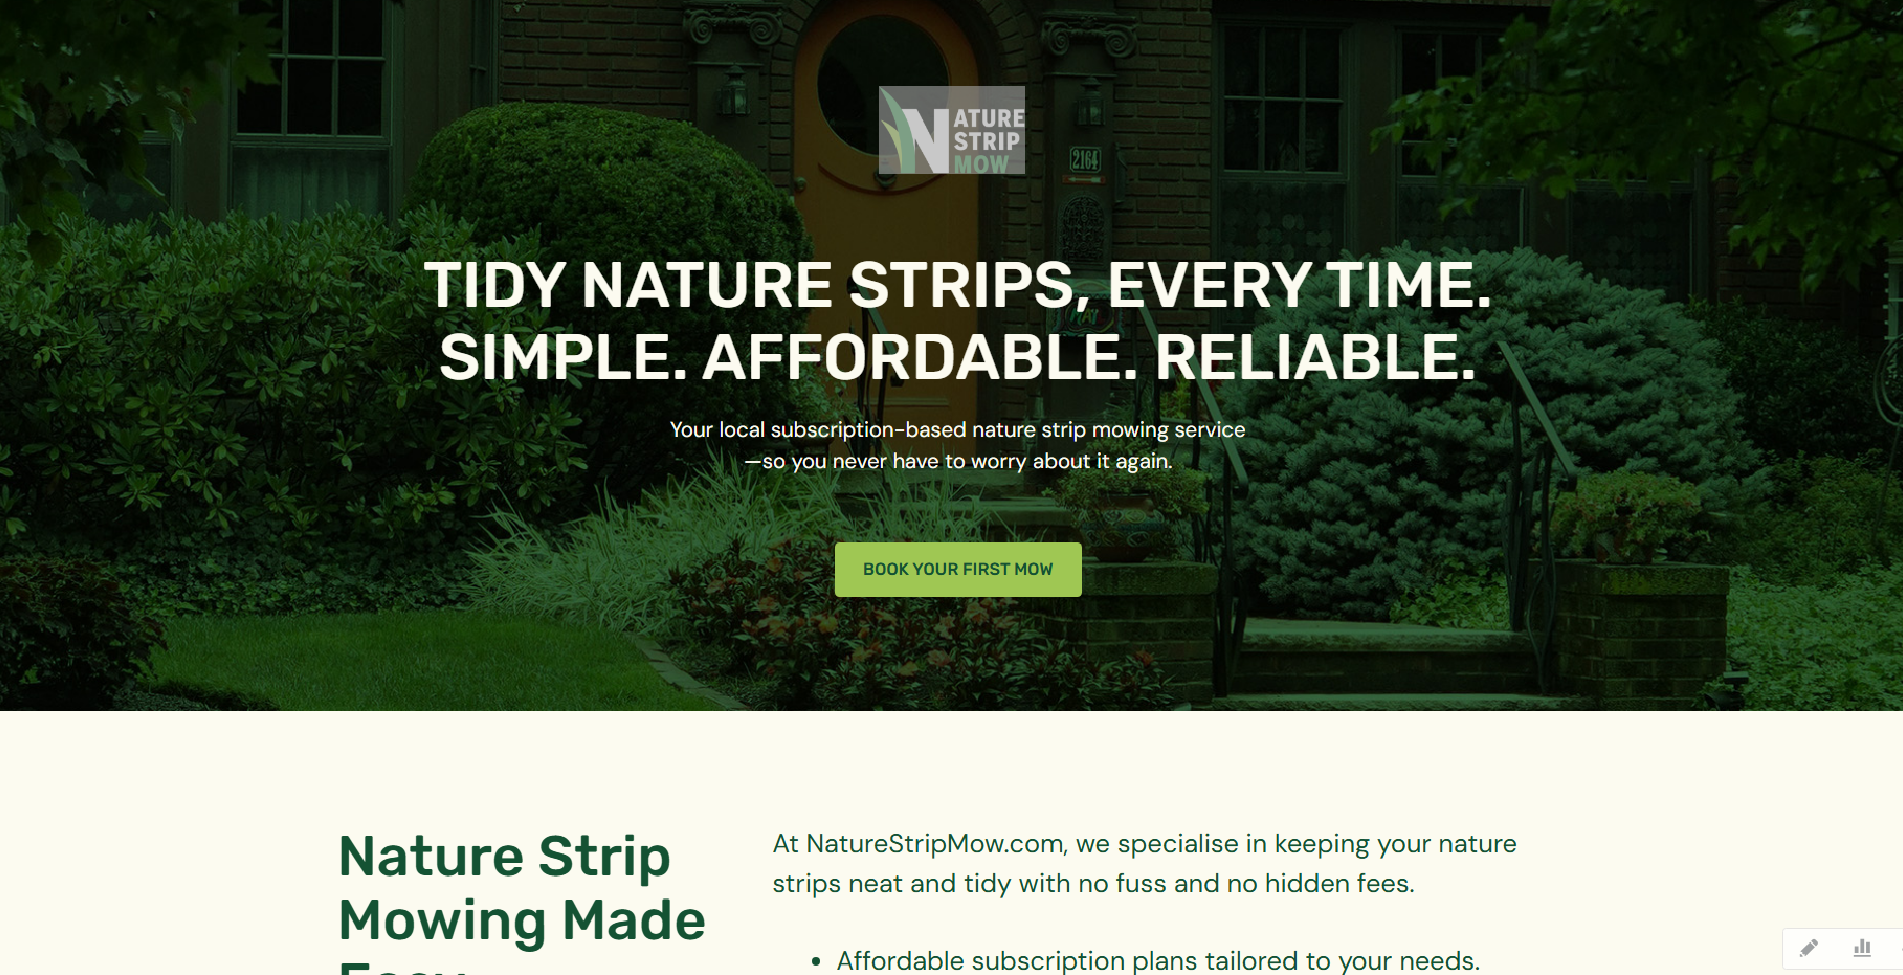 NATURE
STRIP
MOW
2164
TIDY NATURE STRIPS, EVERY TIME.
SIMPLE. AFFORDABLE. RELIABLE.
Your local subscription-based nature strip mowing service
—so you never have to worry about it again.
BOOK YOUR FIRST MOW
Nature Strip
Mowing Made
At NatureStripMow.com, we specialise in keeping your nature
strips neat and tidy with no fuss and no hidden fees.
• Affordable subscription plans tailored to your needs.